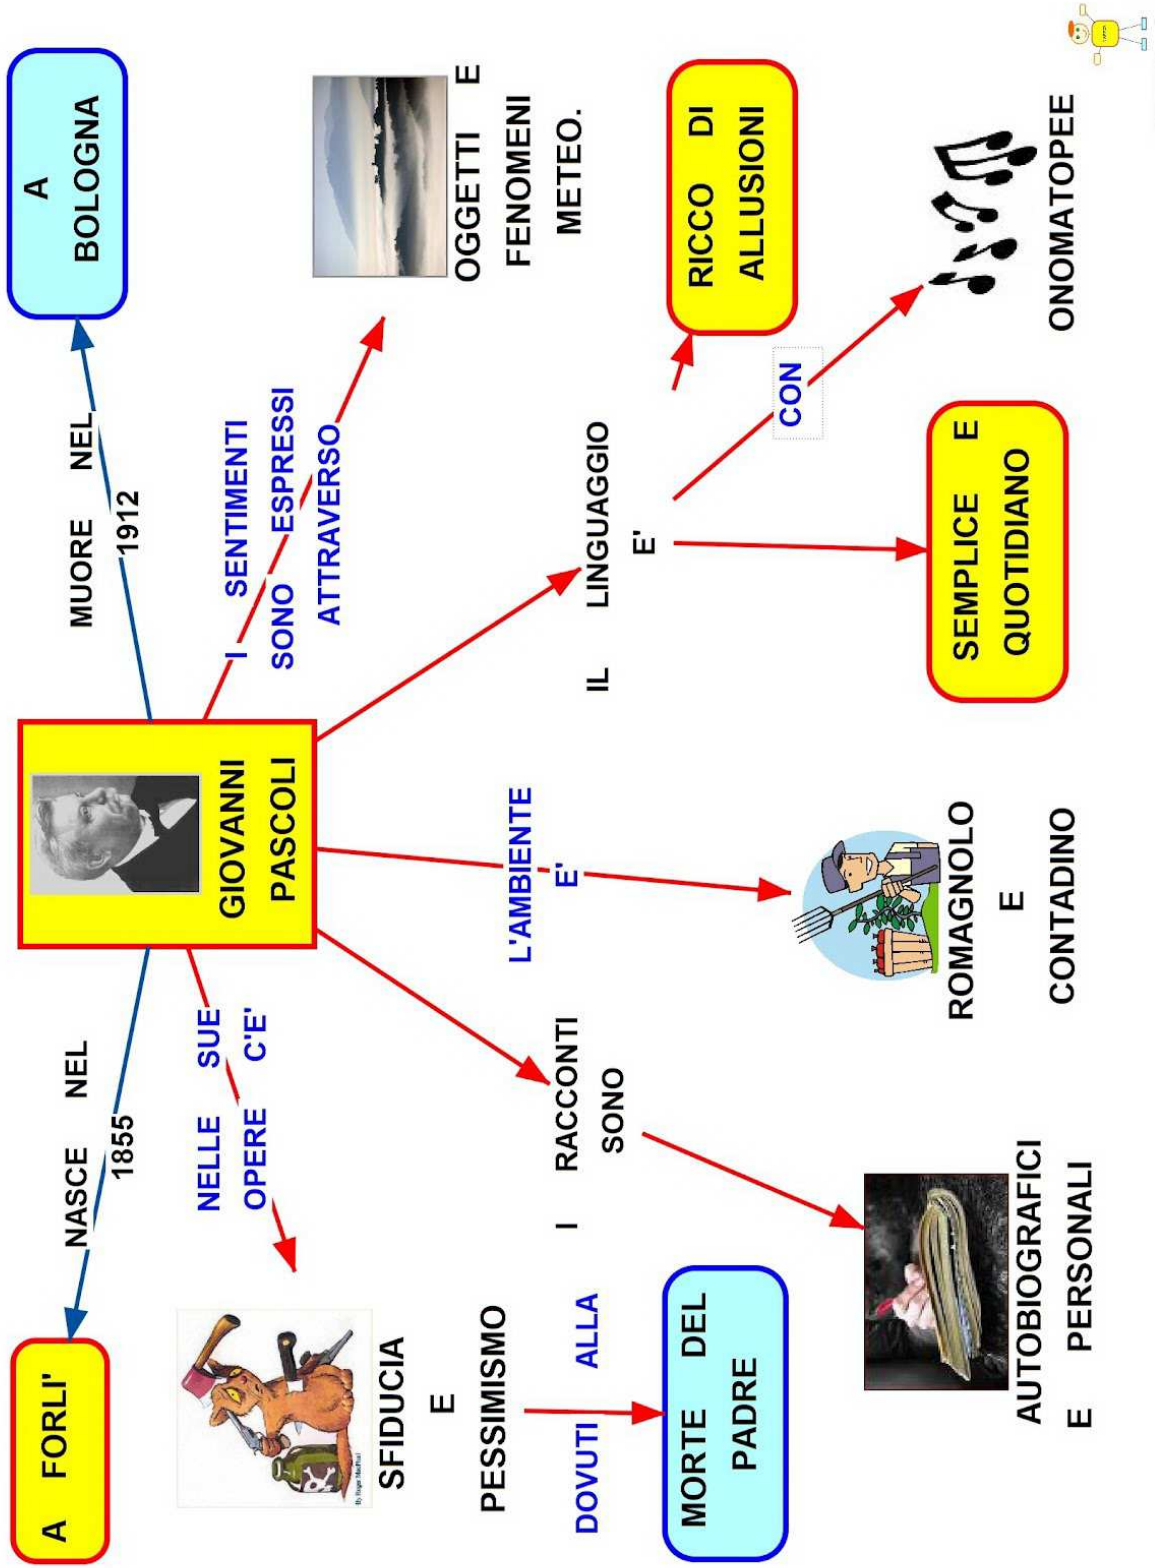 GIOVANNI
PASCOLI
NASCE NEL
1855
A FORLI'
MUORE NEL
1912
A
BOLOGNA
NELLE SUE
OPERE C'E'
SFIDUCIA
E
PESSIMISMO
DOVUTI ALLA
MORTE DEL
PADRE
I RACCONTI
SONO
AUTOBIOGRAFICI
E PERSONALI
L'AMBIENTE
E'
ROMAGNOLO
E
CONTADINO
IL LINGUAGGIO
E'
SEMPLICE E
QUOTIDIANO
CON
ONOMATOPEE
RICCO DI
ALLUSIONI
I SENTIMENTI
SONO ESPRESSI
ATTRAVERSO
OGGETTI E
FENOMENI
METEO.